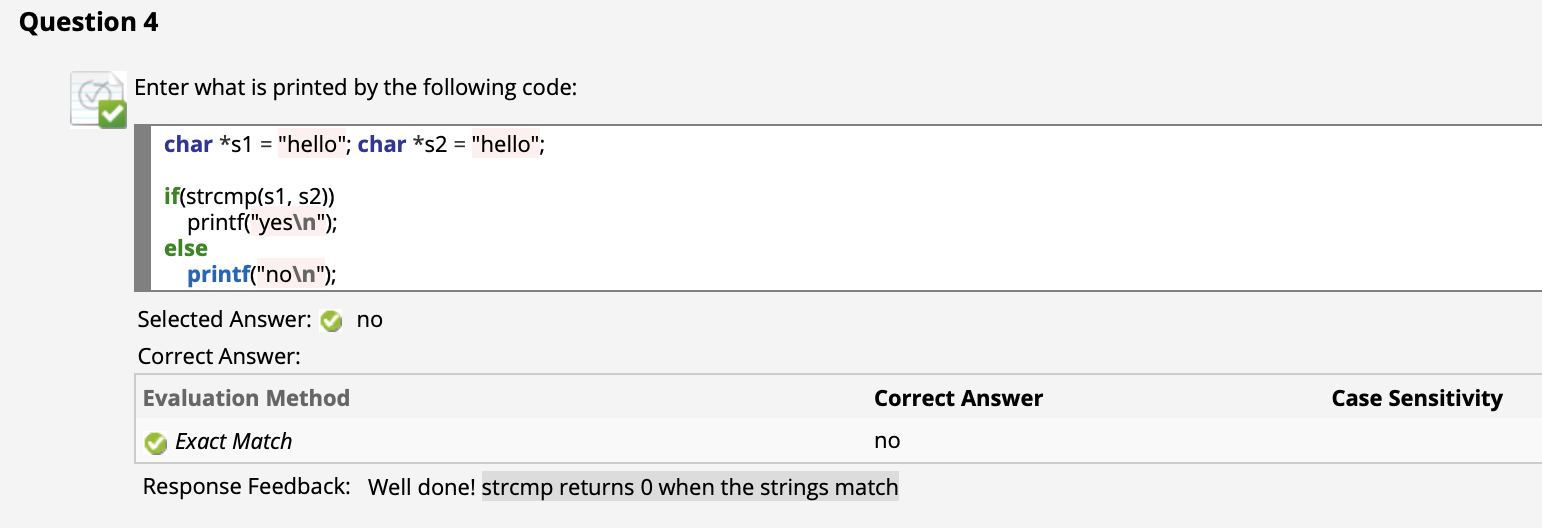 Question 4
Enter what is printed by the following code:
char *s1 = "hello"; char *s2 = "hello";
if(strcmp(s1, s2))
printf("yes\n");
else
printf("no\n");
Selected Answer: no
Correct Answer:
Evaluation Method Correct Answer Case Sensitivity
Exact Match no
Response Feedback: Well done! strcmp returns 0 when the strings match